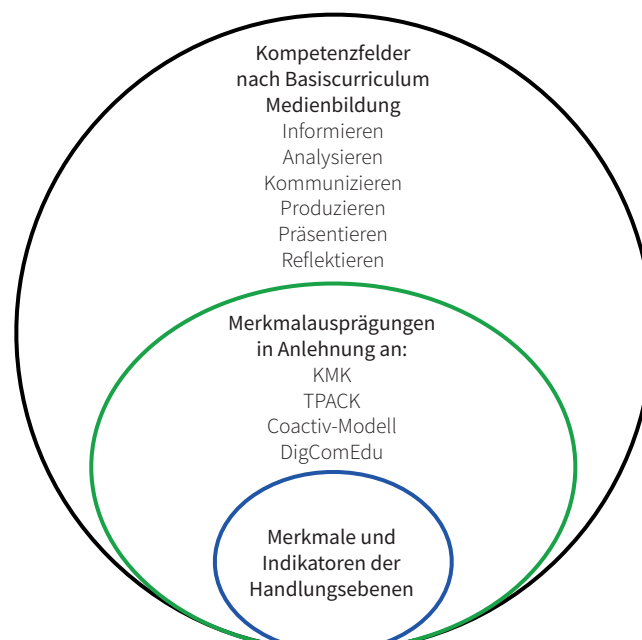 Kompetenzfelder
nach Basiscurriculum
Medienbildung
Informieren
Analysieren
Kommunizieren
Produzieren
Präsentieren
Reflektieren
Merkmalausprägungen
in Anlehnung an:
KMK
TPACK
Coactiv-Modell
DigComEdu
Merkmale und
Indikatoren der
Handlungsebenen